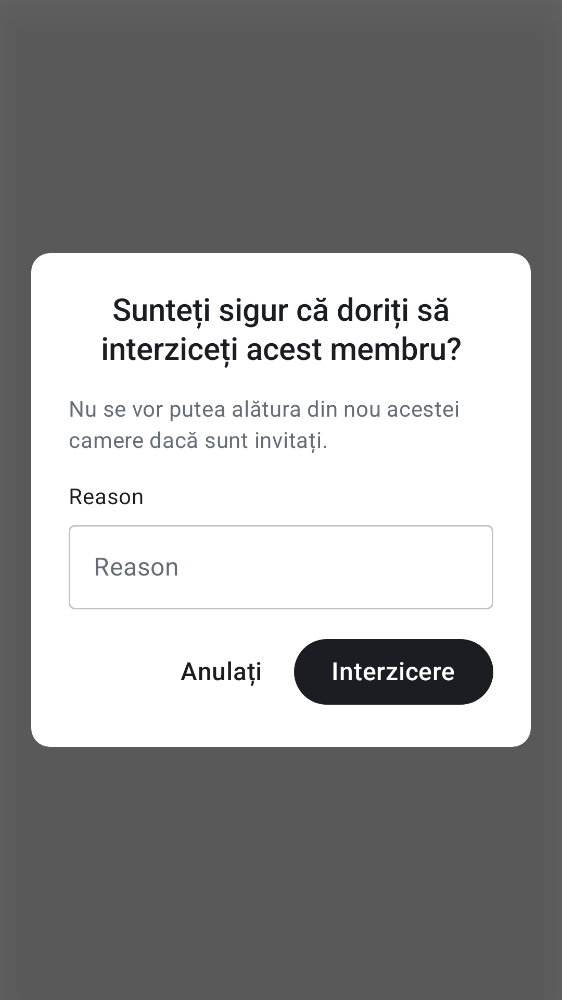 Sunteți sigur că doriți să
interziceți acest membru?
Nu se vor putea alătura din nou acestei
camere dacă sunt invitați.
Reason
Reason
Anulați
Interzicere